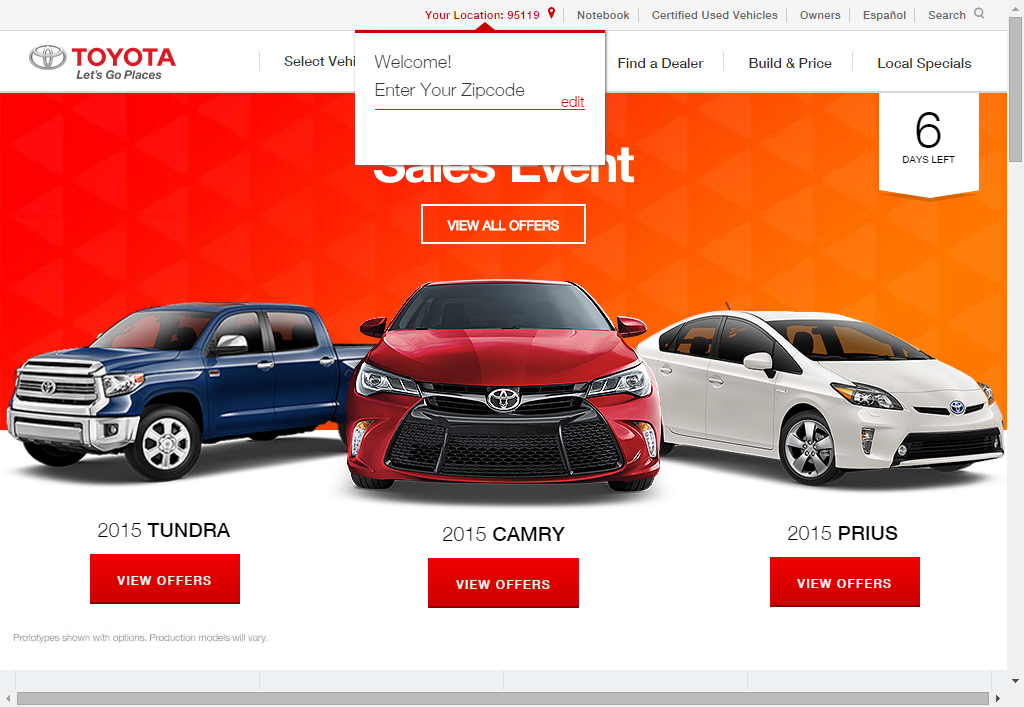 Your Location: 95119
Notebook
Certified Used Vehicles
Owners
Español
Search
TOYOTA
Let's Go Places
Select Vehi
Find a Dealer
Build & Price
Local Specials
Welcome!
Enter Your Zipcode
edit
Sales Event
6
DAYS LEFT
VIEW ALL OFFERS
2015 TUNDRA
2015 CAMRY
2015 PRIUS
VIEW OFFERS
VIEW OFFERS
VIEW OFFERS
Prototypes shown with options. Production models will vary.